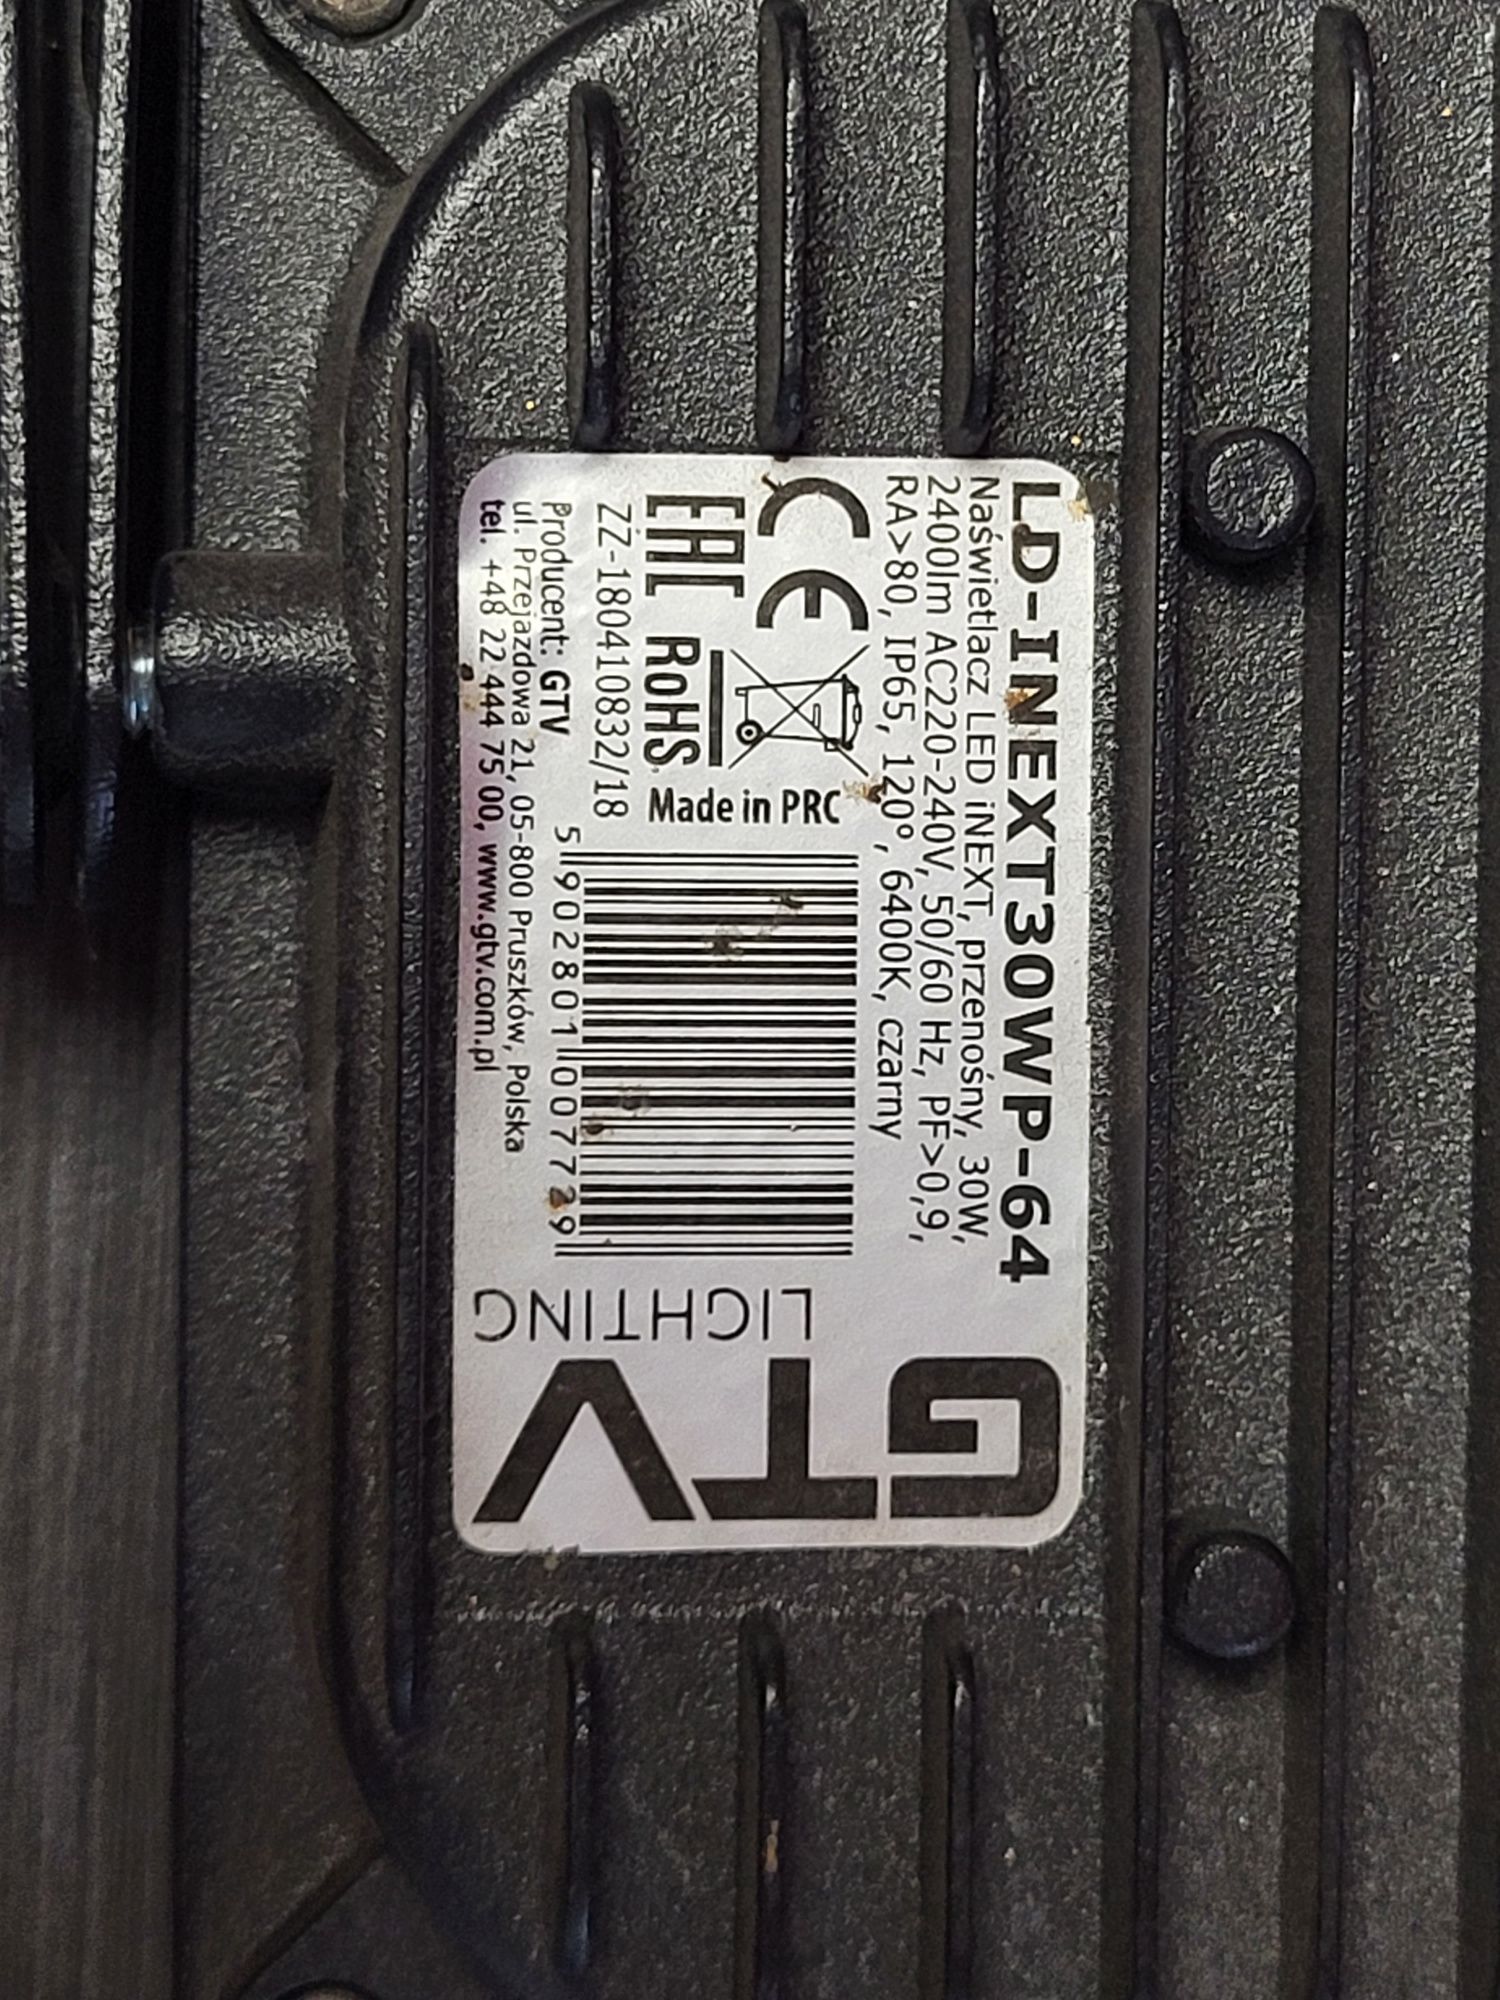 LD-INEXT30WP-64
Naświetlacz LED iNEXT, przenośny, 30W,
2400lm AC220-240V, 50/60 Hz, PF>0,9,
RA>80, IP65, 120°, 6400K, czarny
CE
EAC RoHS
Made in PRC
ZŻ-180410832/18
5 902801 007729
Producent: GTV
ul. Przejazdowa 21, 05-800 Pruszków, Polska
tel. +48 22 444 75 00, www.gtv.com.pl
GTV
LIGHTING